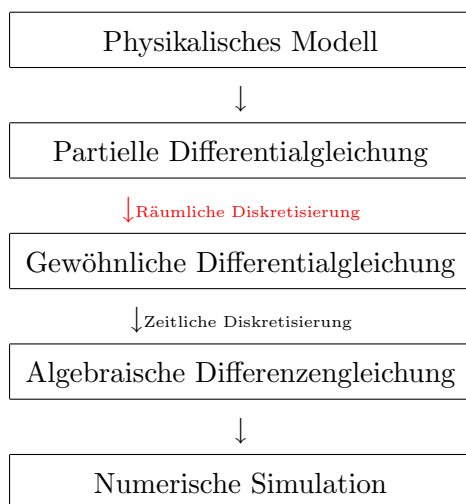 Physikalisches Modell
↓
Partielle Differentialgleichung
↓Räumliche Diskretisierung
Gewöhnliche Differentialgleichung
↓Zeitliche Diskretisierung
Algebraische Differenzengleichung
↓
Numerische Simulation